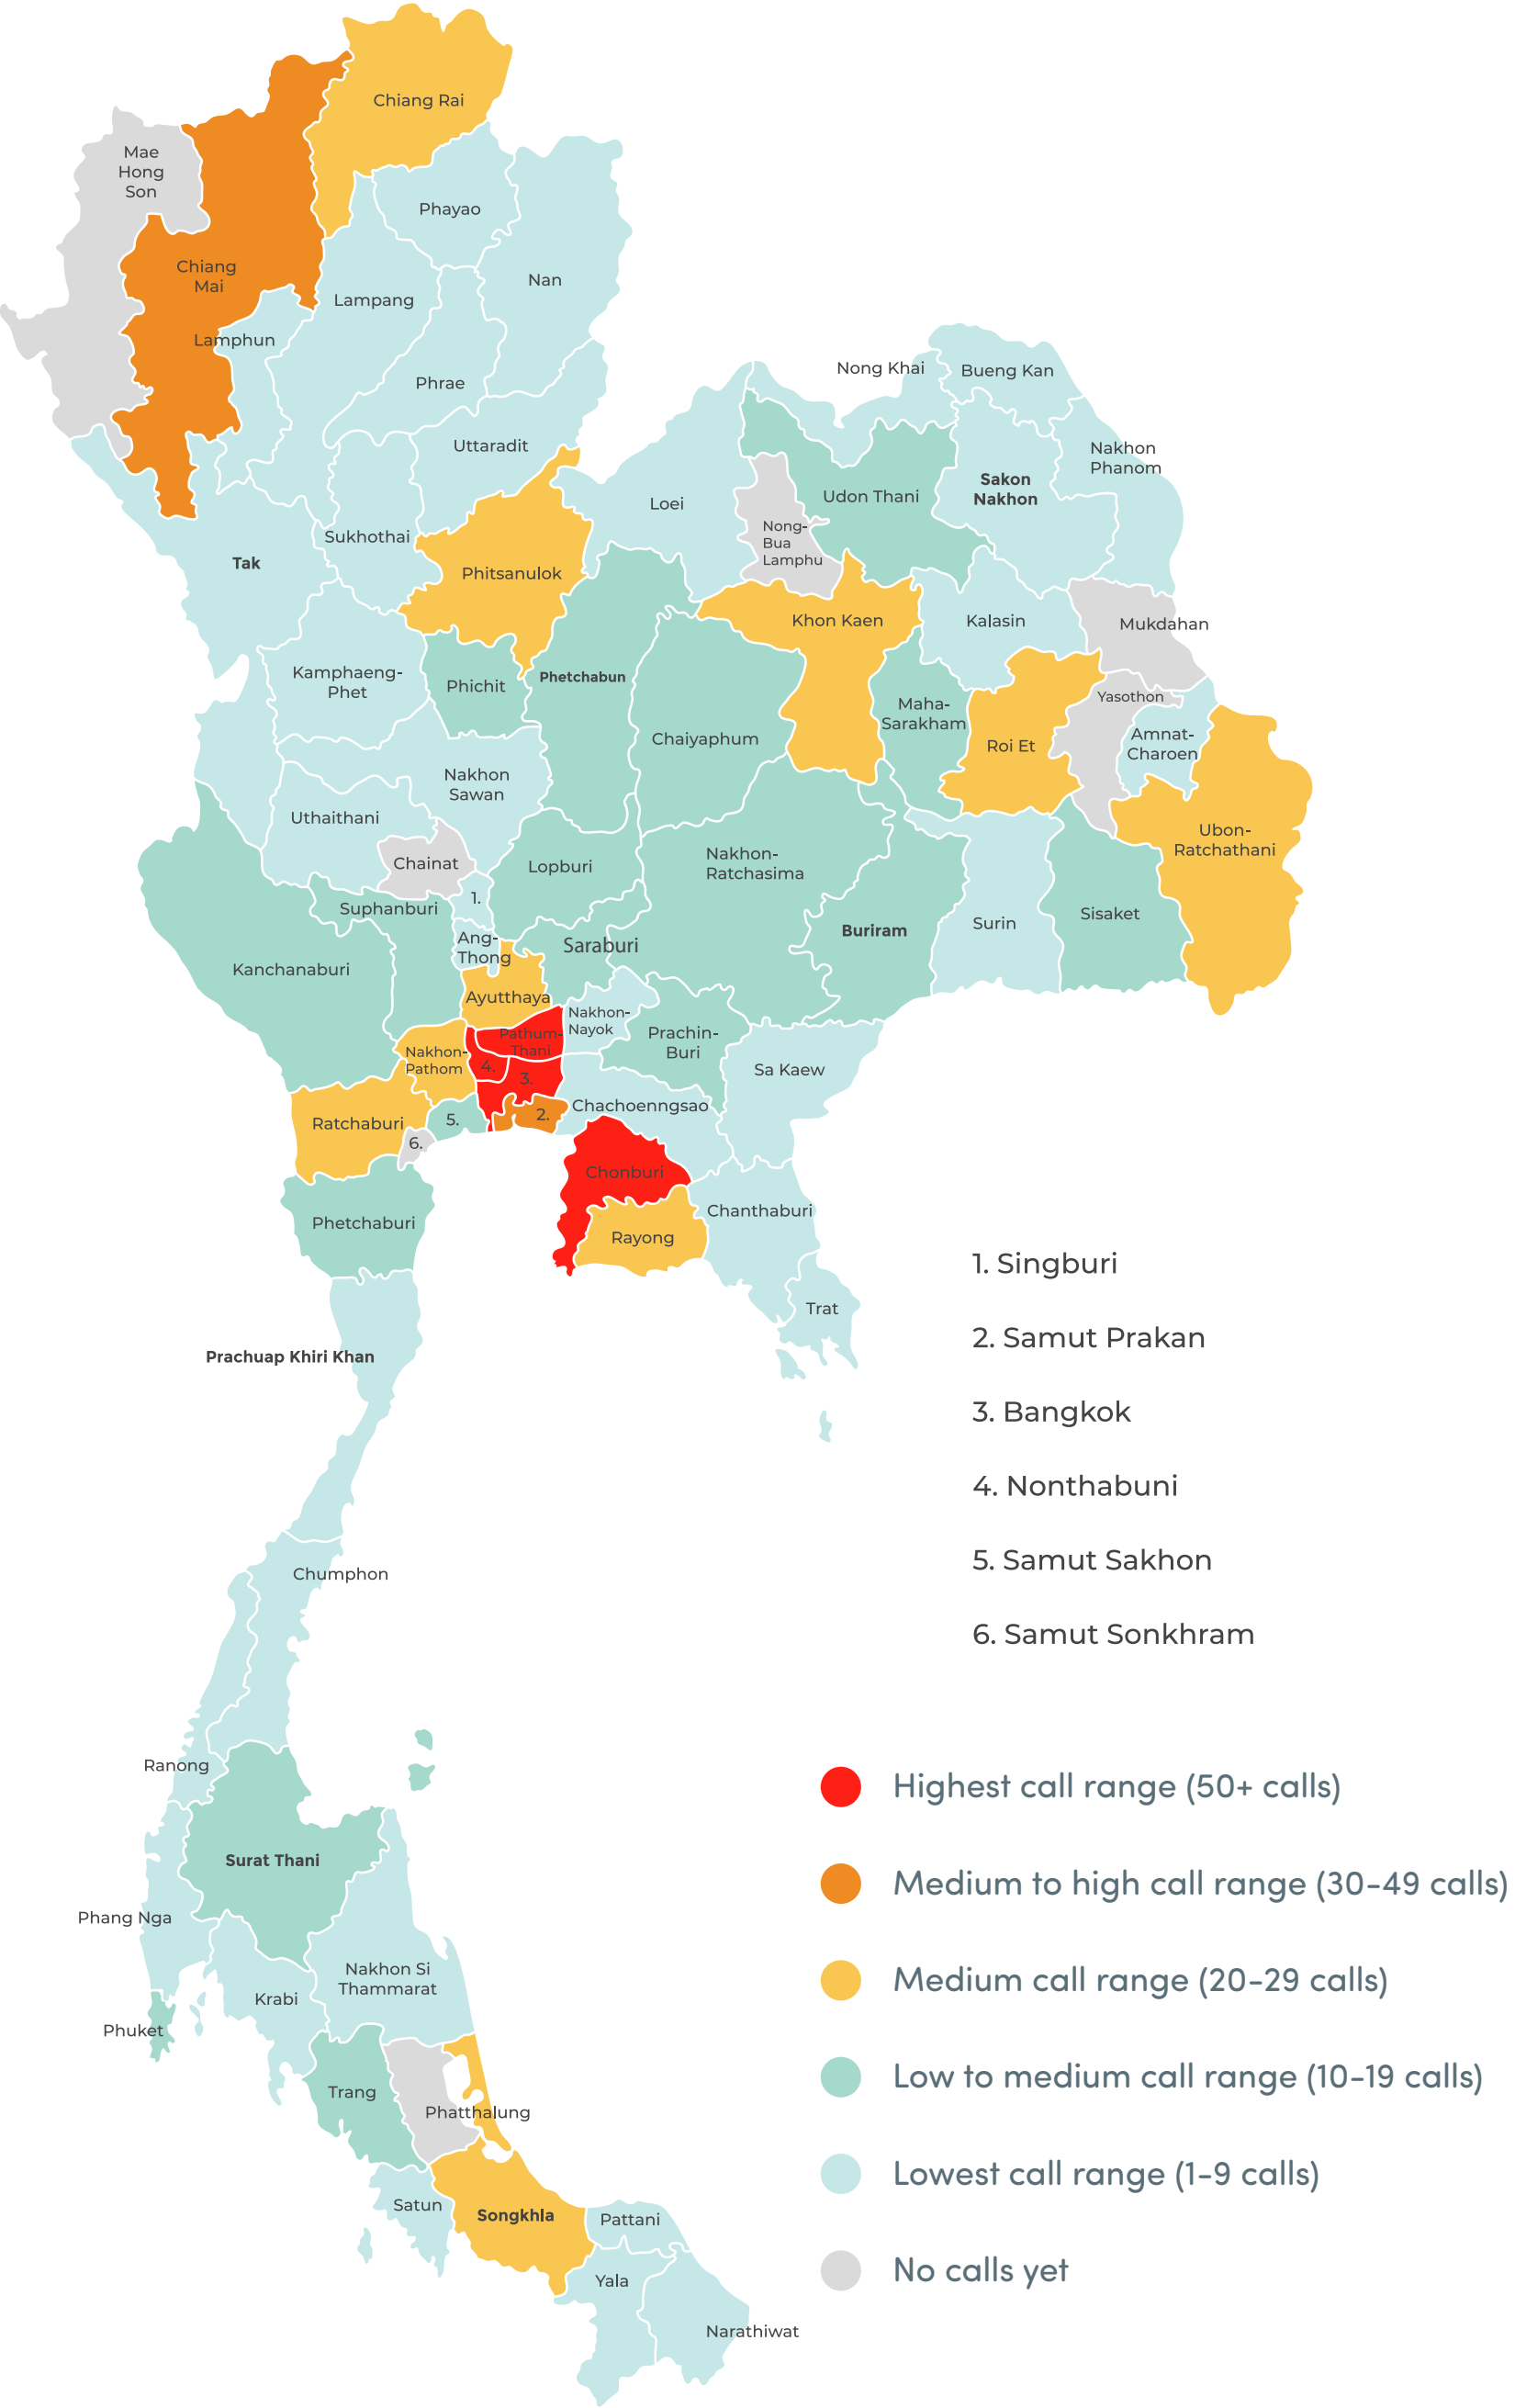 Chiang Rai
Mae
Hong
Son
Phayao
Chiang
Mai
Nan
Lampang
Lamphun
Phrae
Nong Khai
Bueng Kan
Uttaradit
Nakhon
Phanom
Sakon
Nakhon
Loei
Udon Thani
Nong-
Bua
Lamphu
Sukhothai
Tak
Phitsanulok
Khon Kaen
Kalasin
Mukdahan
Kamphaeng-
Phet
Phichit
Phetchabun
Maha-
Sarakham
Yasothon
Chaiyaphum
Roi Et
Amnat-
Charoen
Nakhon
Sawan
Uthaithani
Ubon-
Ratchathani
Chainat
Lopburi
Nakhon-
Ratchasima
1.
Suphanburi
Sisaket
Surin
Buriram
Ang-
Thong
Saraburi
Kanchanaburi
Ayutthaya
Nakhon-
Nayok
Pathum-
Thani
Prachin-
Buri
Nakhon-
Pathom
4.
3.
Sa Kaew
Chachoenngsao
2.
5.
Ratchaburi
6.
Chonburi
Phetchaburi
Chanthaburi
Rayong
Trat
Prachuap Khiri Khan
1. Singburi
2. Samut Prakan
3. Bangkok
4. Nonthabuni
5. Samut Sakhon
6. Samut Sonkhram
Chumphon
Ranong
Surat Thani
Phang Nga
Nakhon Si
Thammarat
Krabi
Phuket
Trang
Phatthalung
Satun
Songkhla
Pattani
Yala
Narathiwat
Highest call range (50+ calls)
Medium to high call range (30-49 calls)
Medium call range (20-29 calls)
Low to medium call range (10-19 calls)
Lowest call range (1-9 calls)
No calls yet